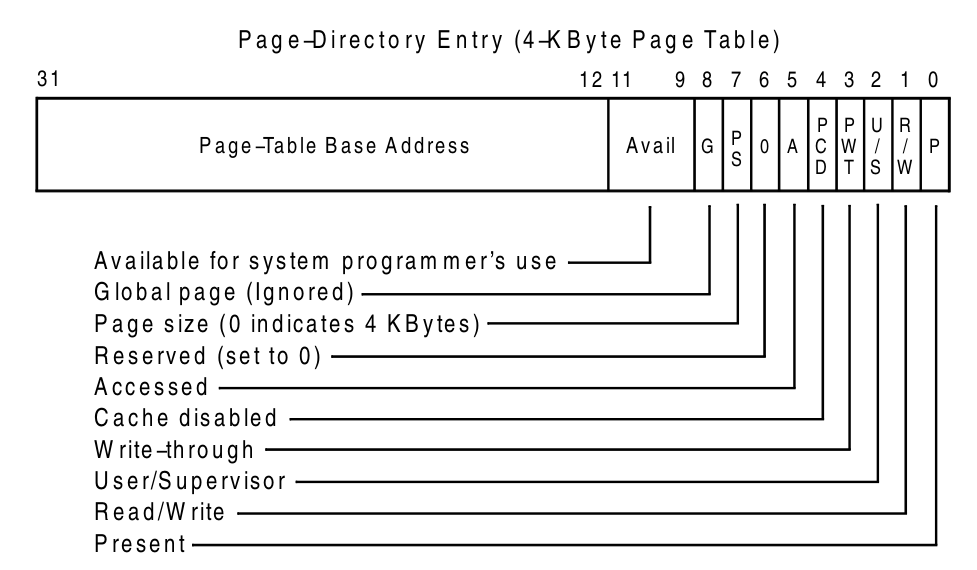 Page–Directory Entry (4–KByte Page Table)
31 12 11 9 8 7 6 5 4 3 2 1 0
Page–Table Base Address Avail G PS 0 A PCD PWT U/S R/W P
Available for system programmer's use
Global page (Ignored)
Page size (0 indicates 4 KBytes)
Reserved (set to 0)
Accessed
Cache disabled
Write–through
User/Supervisor
Read/Write
Present